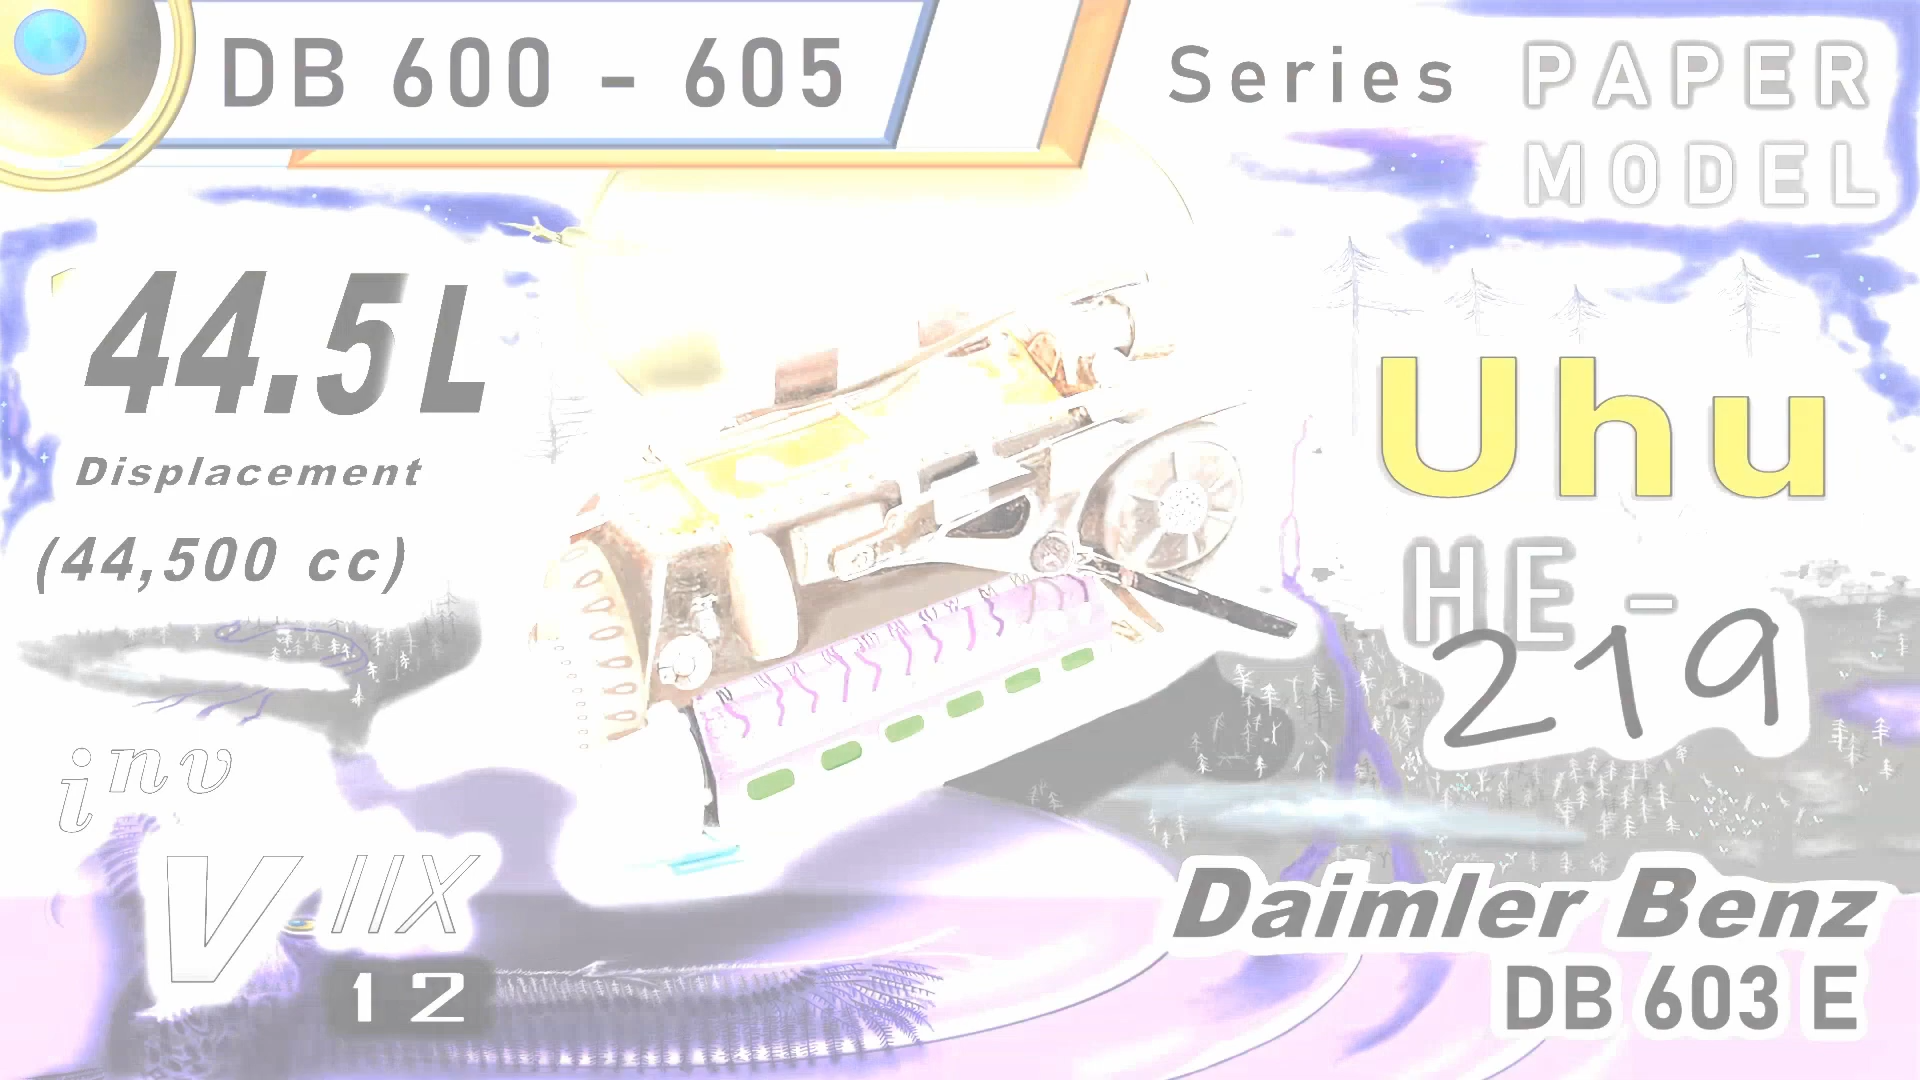 DB 600 - 605 Series
PAPER
MODEL
44.5L
Displacement
(44,500 cc)
Uhu
HE-
219
inv
V IIX
12
Daimler Benz
DB 603 E